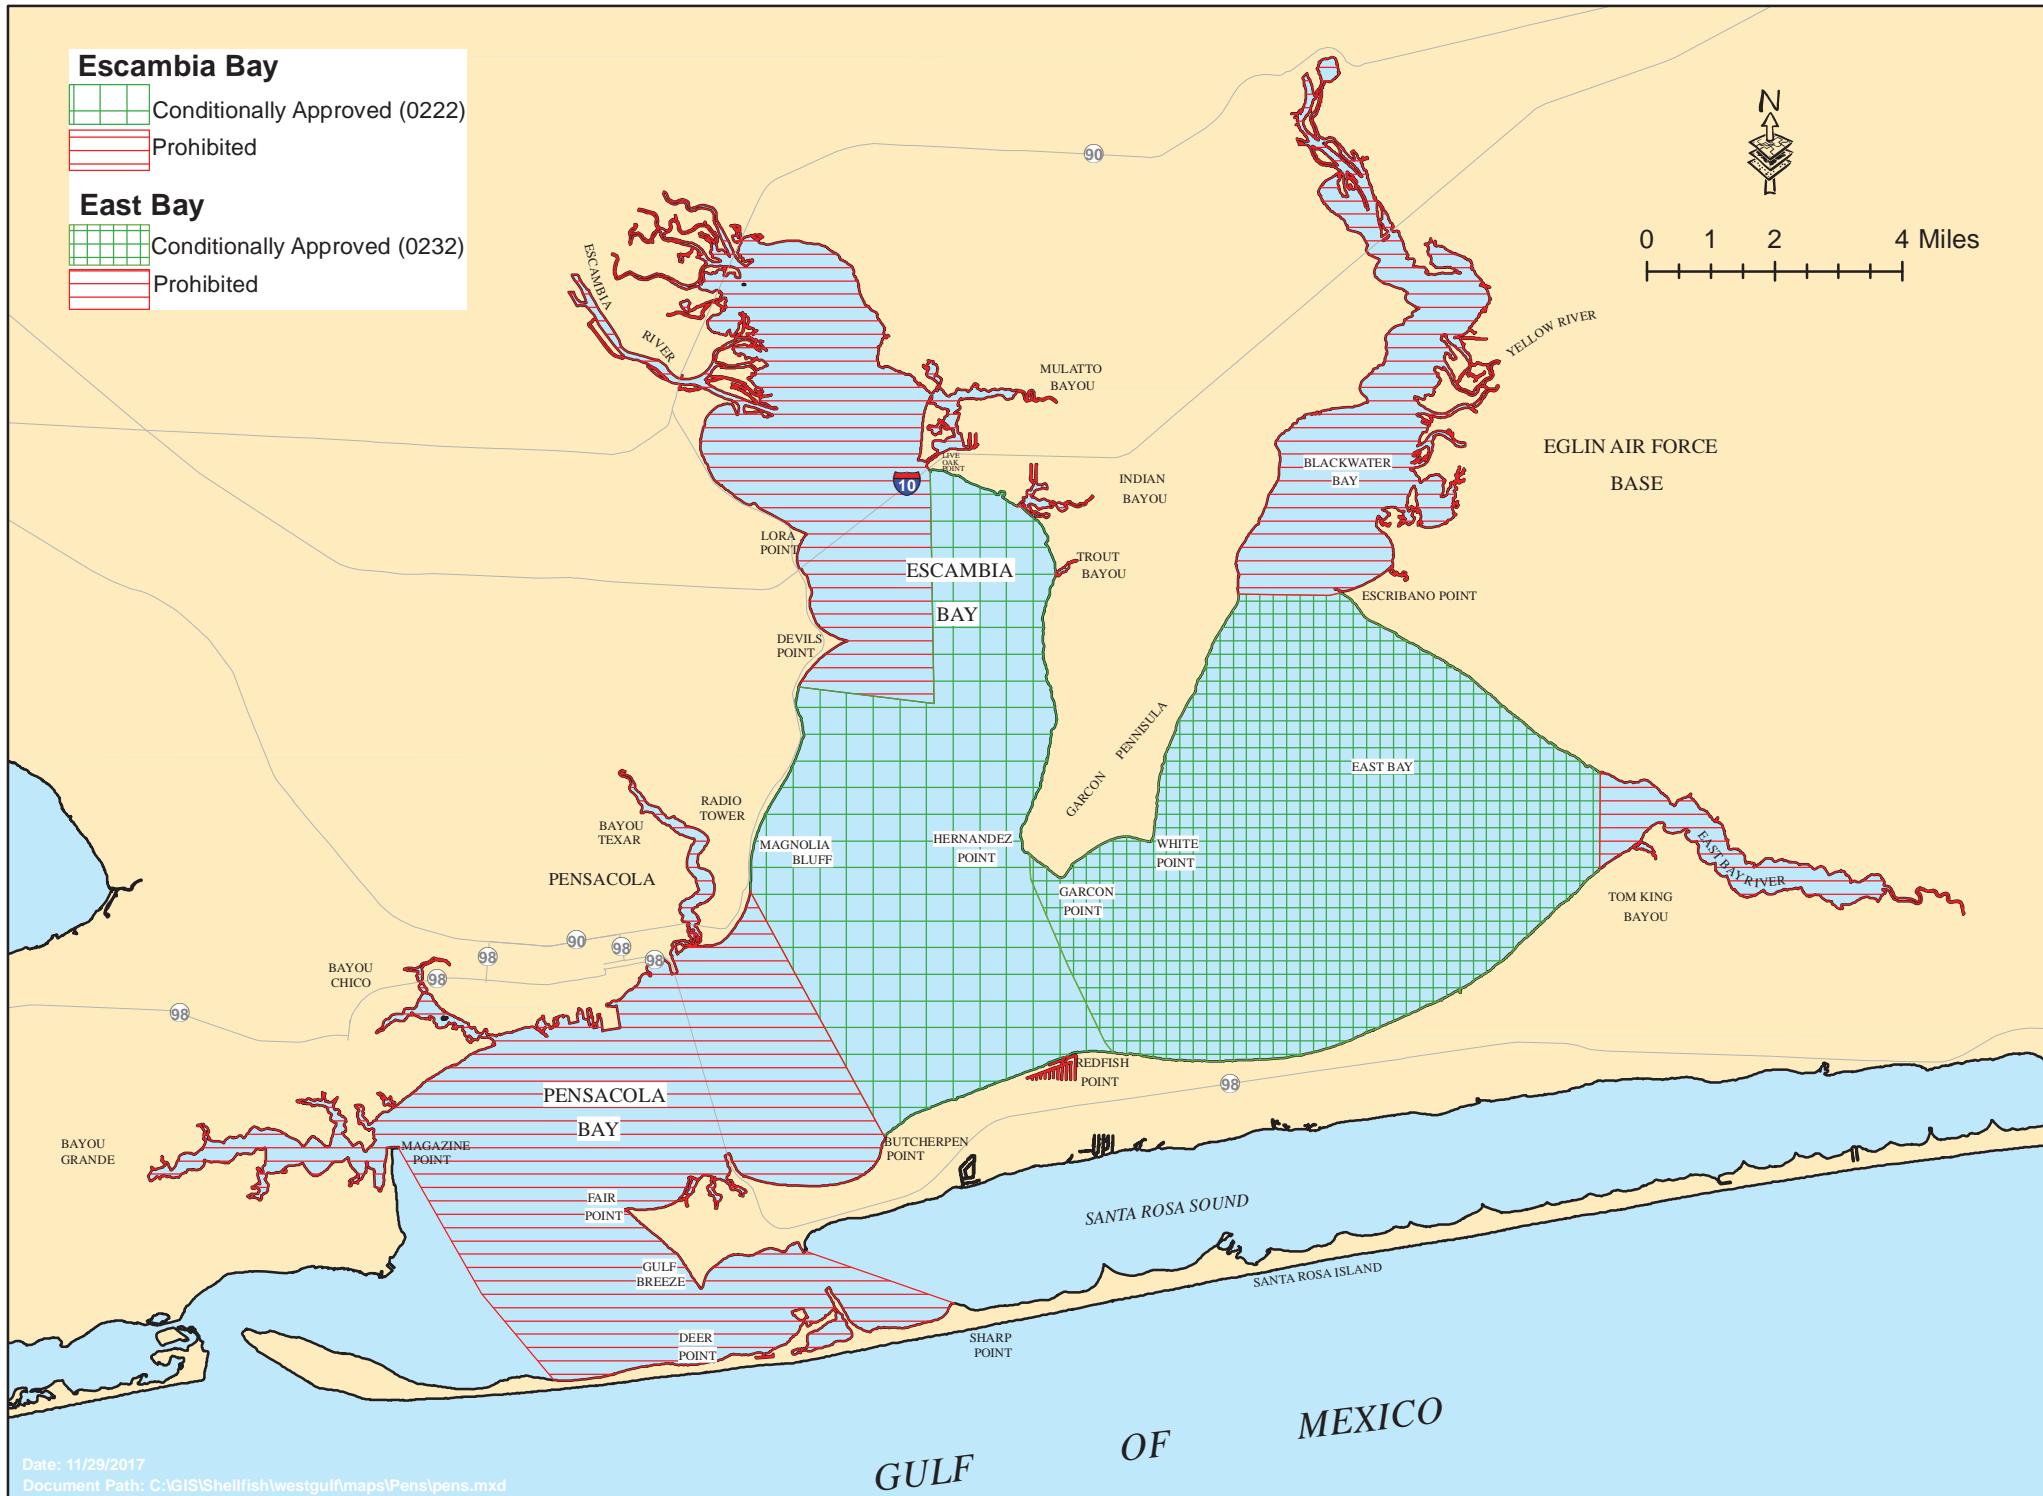 Escambia Bay
Conditionally Approved (0222)
Prohibited
East Bay
Conditionally Approved (0232)
Prohibited
N
0 1 2 4 Miles
90
ESCAMBIA
RIVER
YELLOW RIVER
MULATTO
BAYOU
EGLIN AIR FORCE
BASE
LIVE
OAK
POINT
10
BLACKWATER
BAY
INDIAN
BAYOU
LORA
POINT
TROUT
BAYOU
ESCAMBIA
BAY
ESCRIBANO POINT
DEVILS
POINT
GARCON PENNISULA
EAST BAY
RADIO
TOWER
BAYOU
TEXAR
MAGNOLIA
BLUFF
HERNANDEZ
POINT
WHITE
POINT
EAST BAY RIVER
PENSACOLA
GARCON
POINT
TOM KING
BAYOU
90
98
98
98
98
98
BAYOU
CHICO
REDFISH
POINT
98
PENSACOLA
BAY
BAYOU
GRANDE
MAGAZINE
POINT
BUTCHERPEN
POINT
FAIR
POINT
SANTA ROSA SOUND
GULF
BREEZE
SANTA ROSA ISLAND
DEER
POINT
SHARP
POINT
GULF OF MEXICO
Date: 11/29/2017
Document Path: C:\GIS\Shellfish\westgulf\maps\Pens\pens.mxd